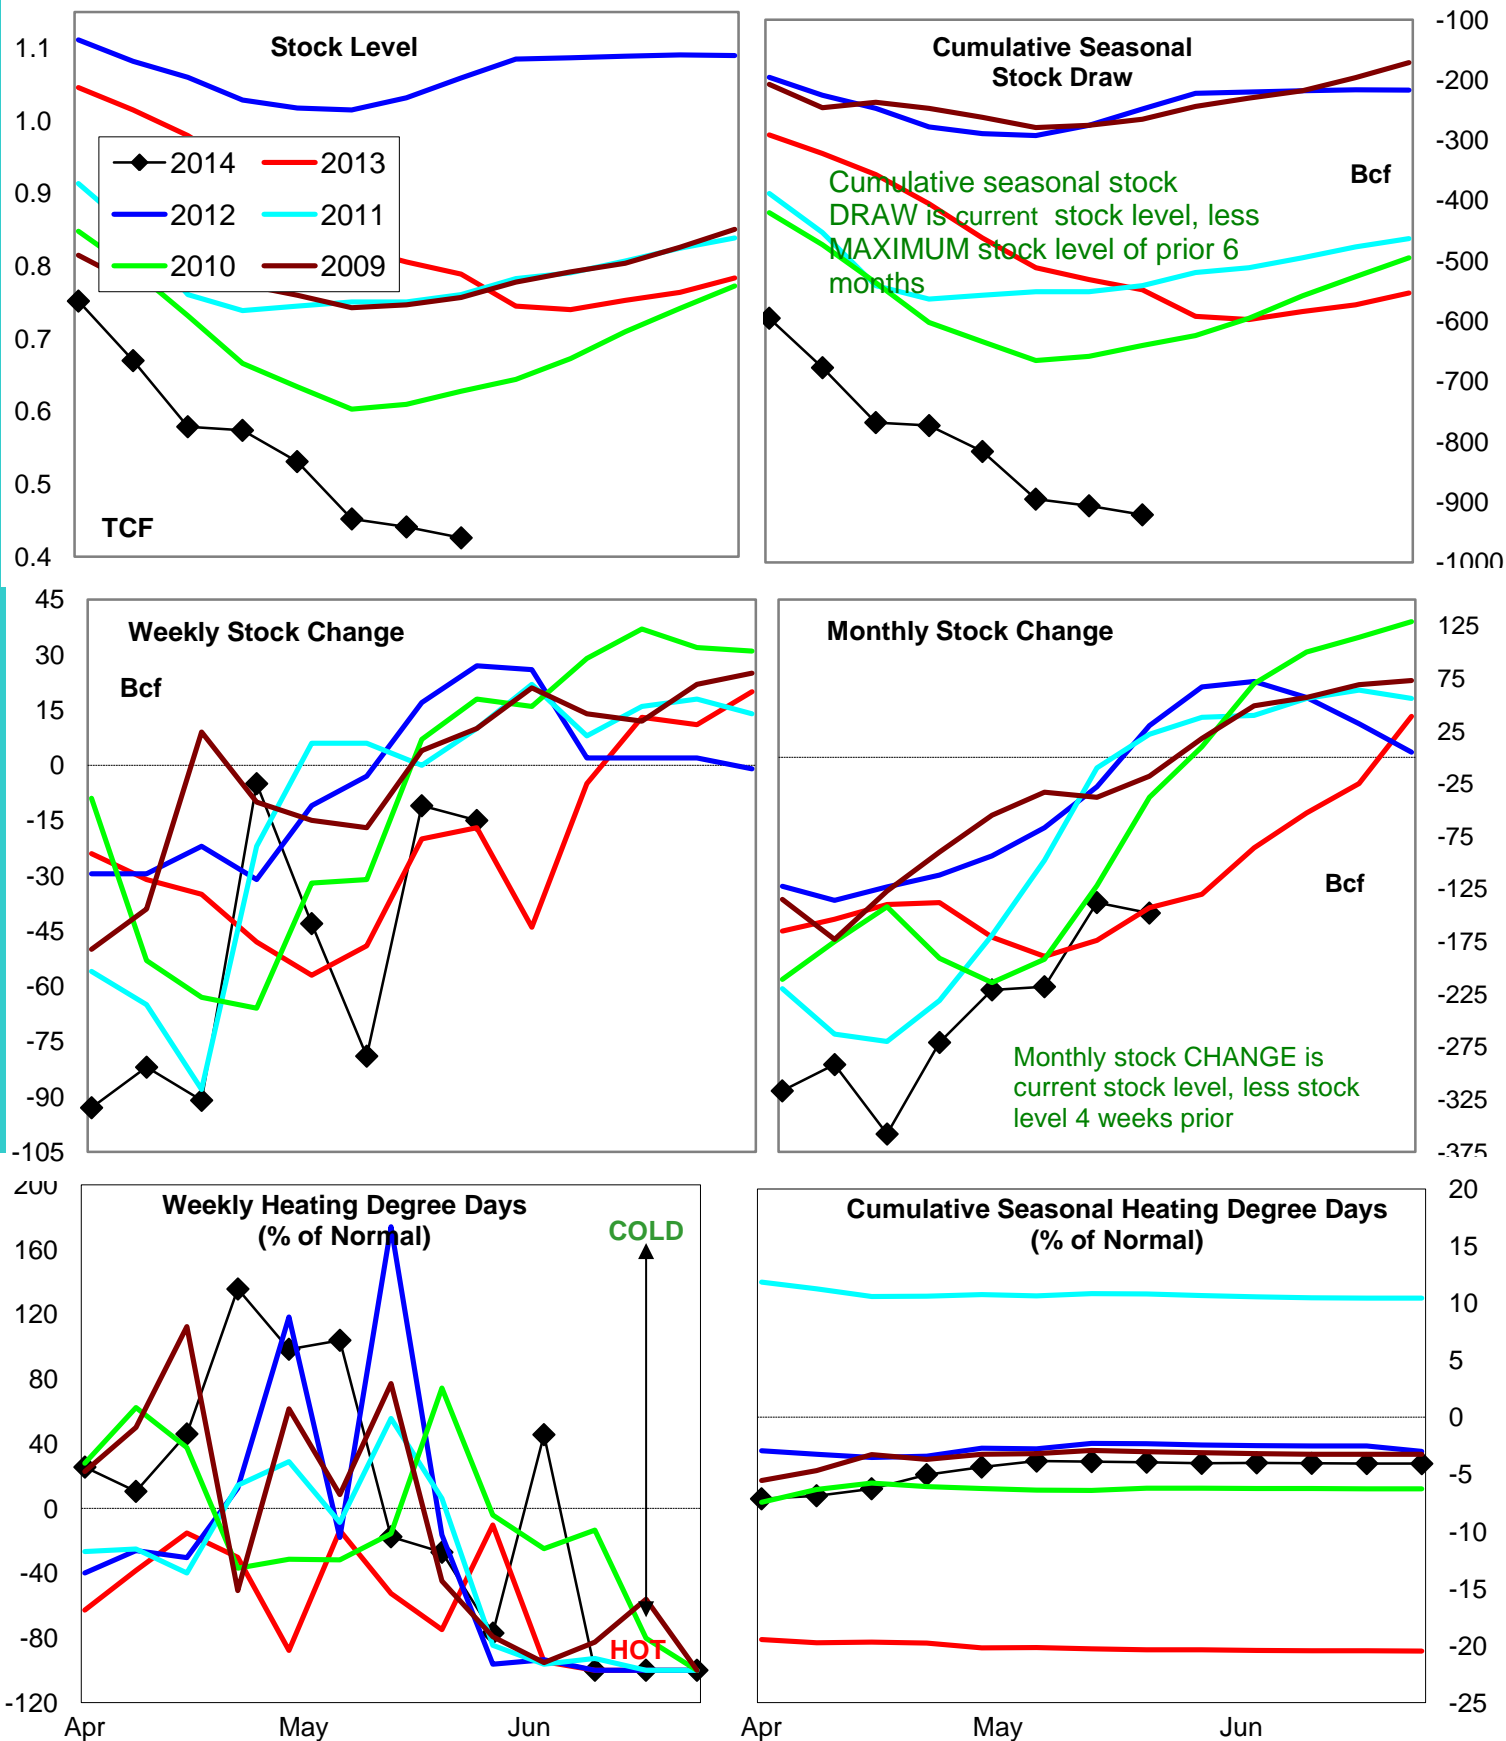 Stock Level
1.1
1.0
0.9
0.8
0.7
0.6
0.5
0.4
2014 2013
2012 2011
2010 2009
TCF
Cumulative Seasonal
Stock Draw
Bcf
Cumulative seasonal stock
DRAW is current stock level, less
MAXIMUM stock level of prior 6
months
-100
-200
-300
-400
-500
-600
-700
-800
-900
-1000
Weekly Stock Change
Bcf
45
30
15
0
-15
-30
-45
-60
-75
-90
-105
Monthly Stock Change
Bcf
Monthly stock CHANGE is
current stock level, less stock
level 4 weeks prior
125
75
25
-25
-75
-125
-175
-225
-275
-325
-375
Weekly Heating Degree Days
(% of Normal)
COLD
HOT
200
160
120
80
40
0
-40
-80
-120
Apr May Jun
Cumulative Seasonal Heating Degree Days
(% of Normal)
20
15
10
5
0
-5
-10
-15
-20
-25
Apr May Jun